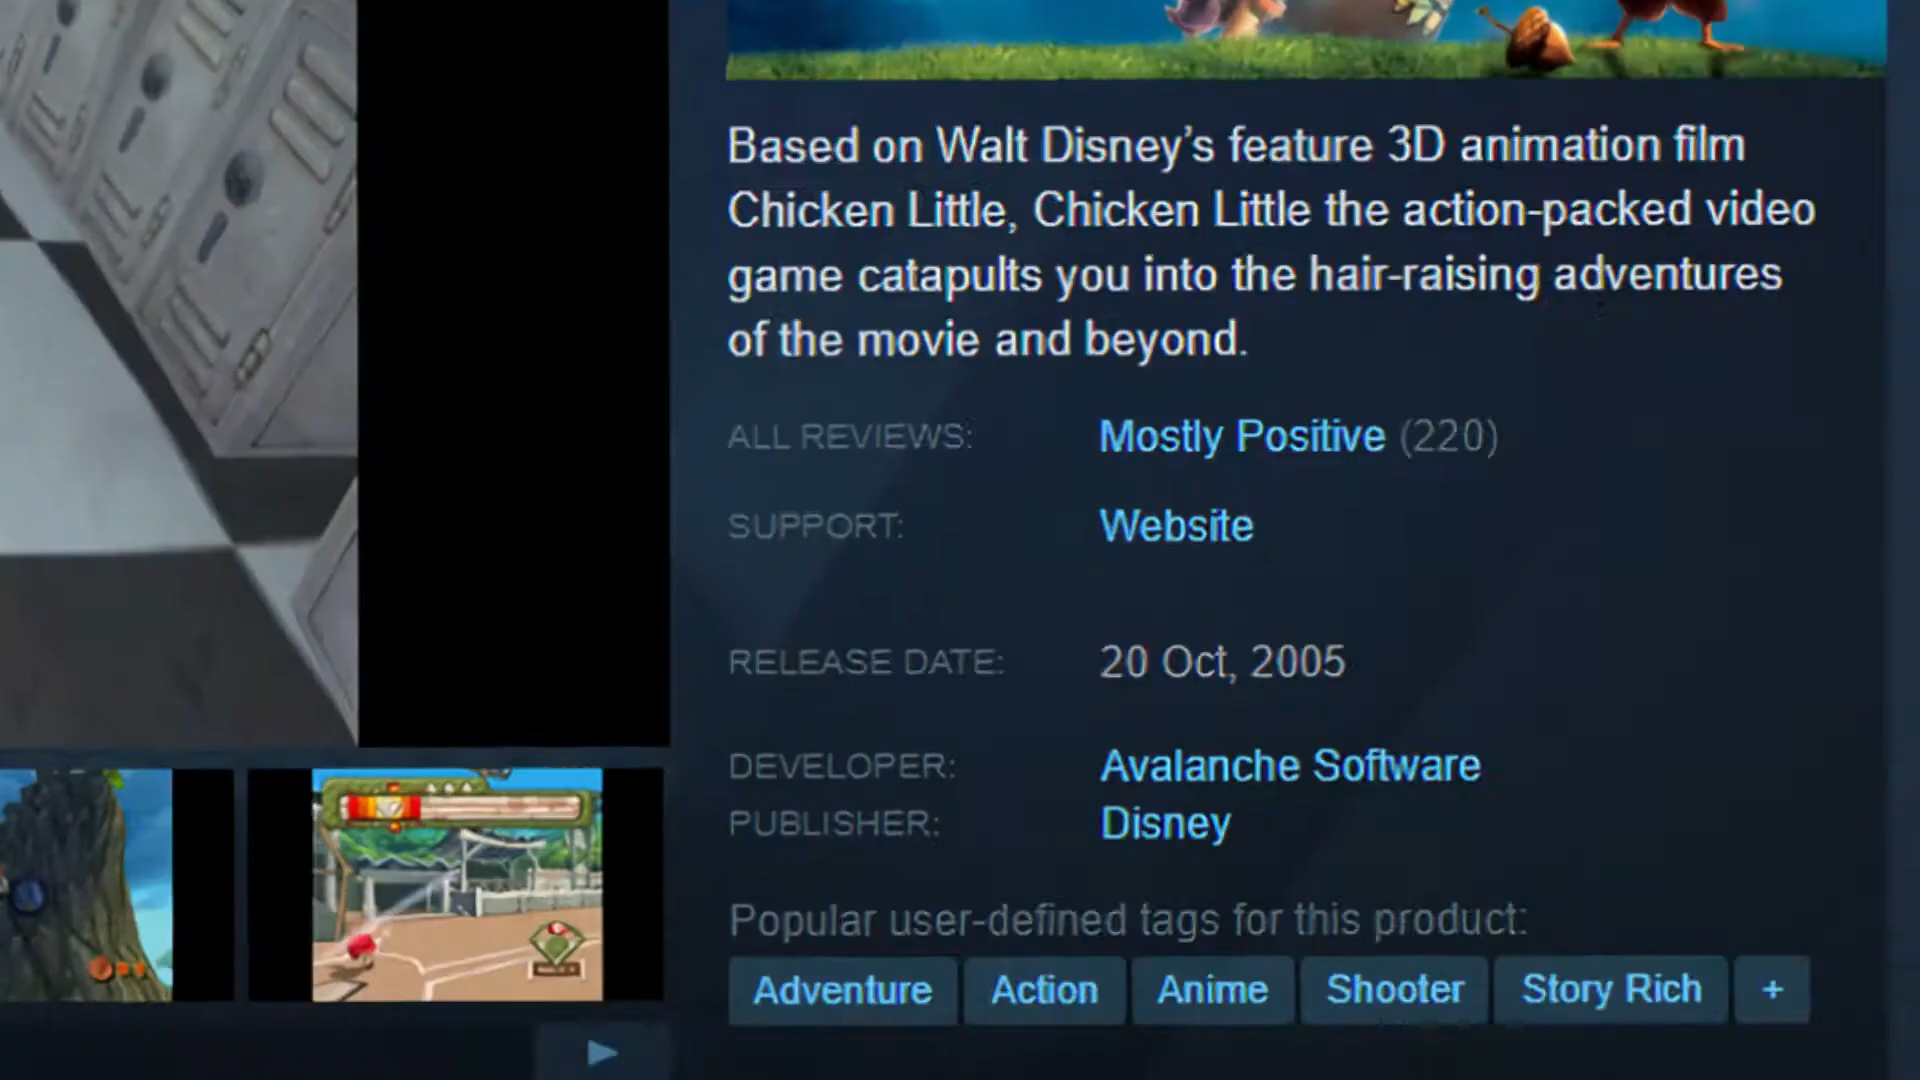 Based on Walt Disney’s feature 3D animation film
Chicken Little, Chicken Little the action-packed video
game catapults you into the hair-raising adventures
of the movie and beyond.
ALL REVIEWS: Mostly Positive (220)
SUPPORT: Website
RELEASE DATE: 20 Oct, 2005
DEVELOPER: Avalanche Software
PUBLISHER: Disney
Popular user-defined tags for this product:
Adventure Action Anime Shooter Story Rich +